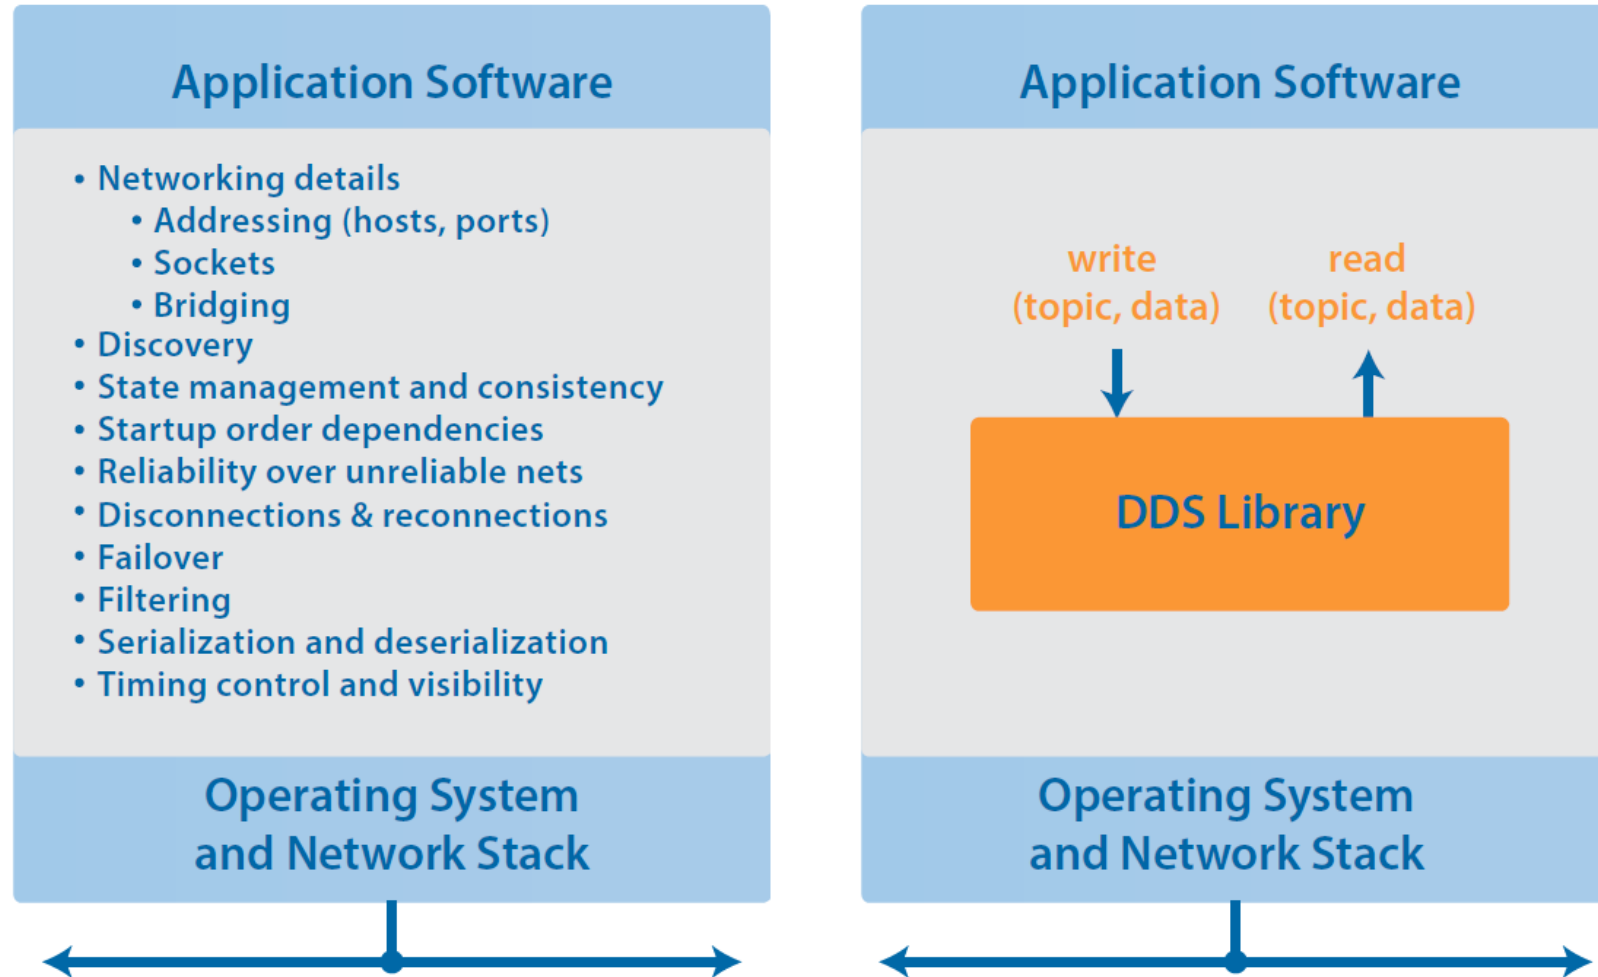 Application Software
• Networking details
• Addressing (hosts, ports)
• Sockets
• Bridging
• Discovery
• State management and consistency
• Startup order dependencies
• Reliability over unreliable nets
• Disconnections & reconnections
• Failover
• Filtering
• Serialization and deserialization
• Timing control and visibility
Operating System
and Network Stack
Application Software
write
(topic, data)
read
(topic, data)
DDS Library
Operating System
and Network Stack